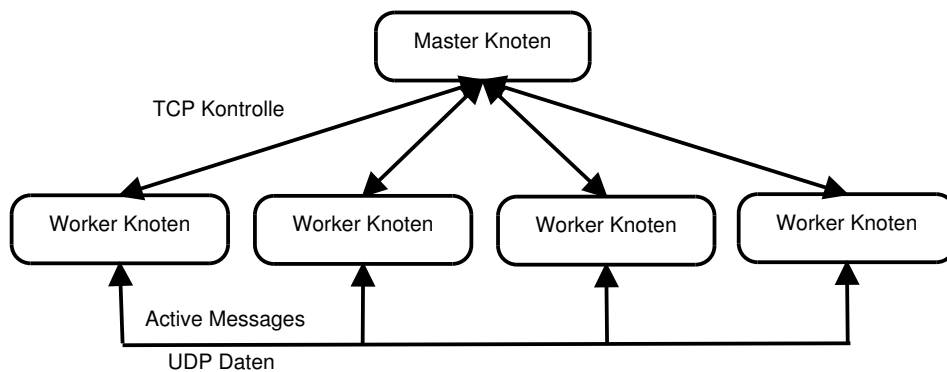 Master Knoten
TCP Kontrolle
Worker Knoten
Worker Knoten
Worker Knoten
Worker Knoten
Active Messages
UDP Daten